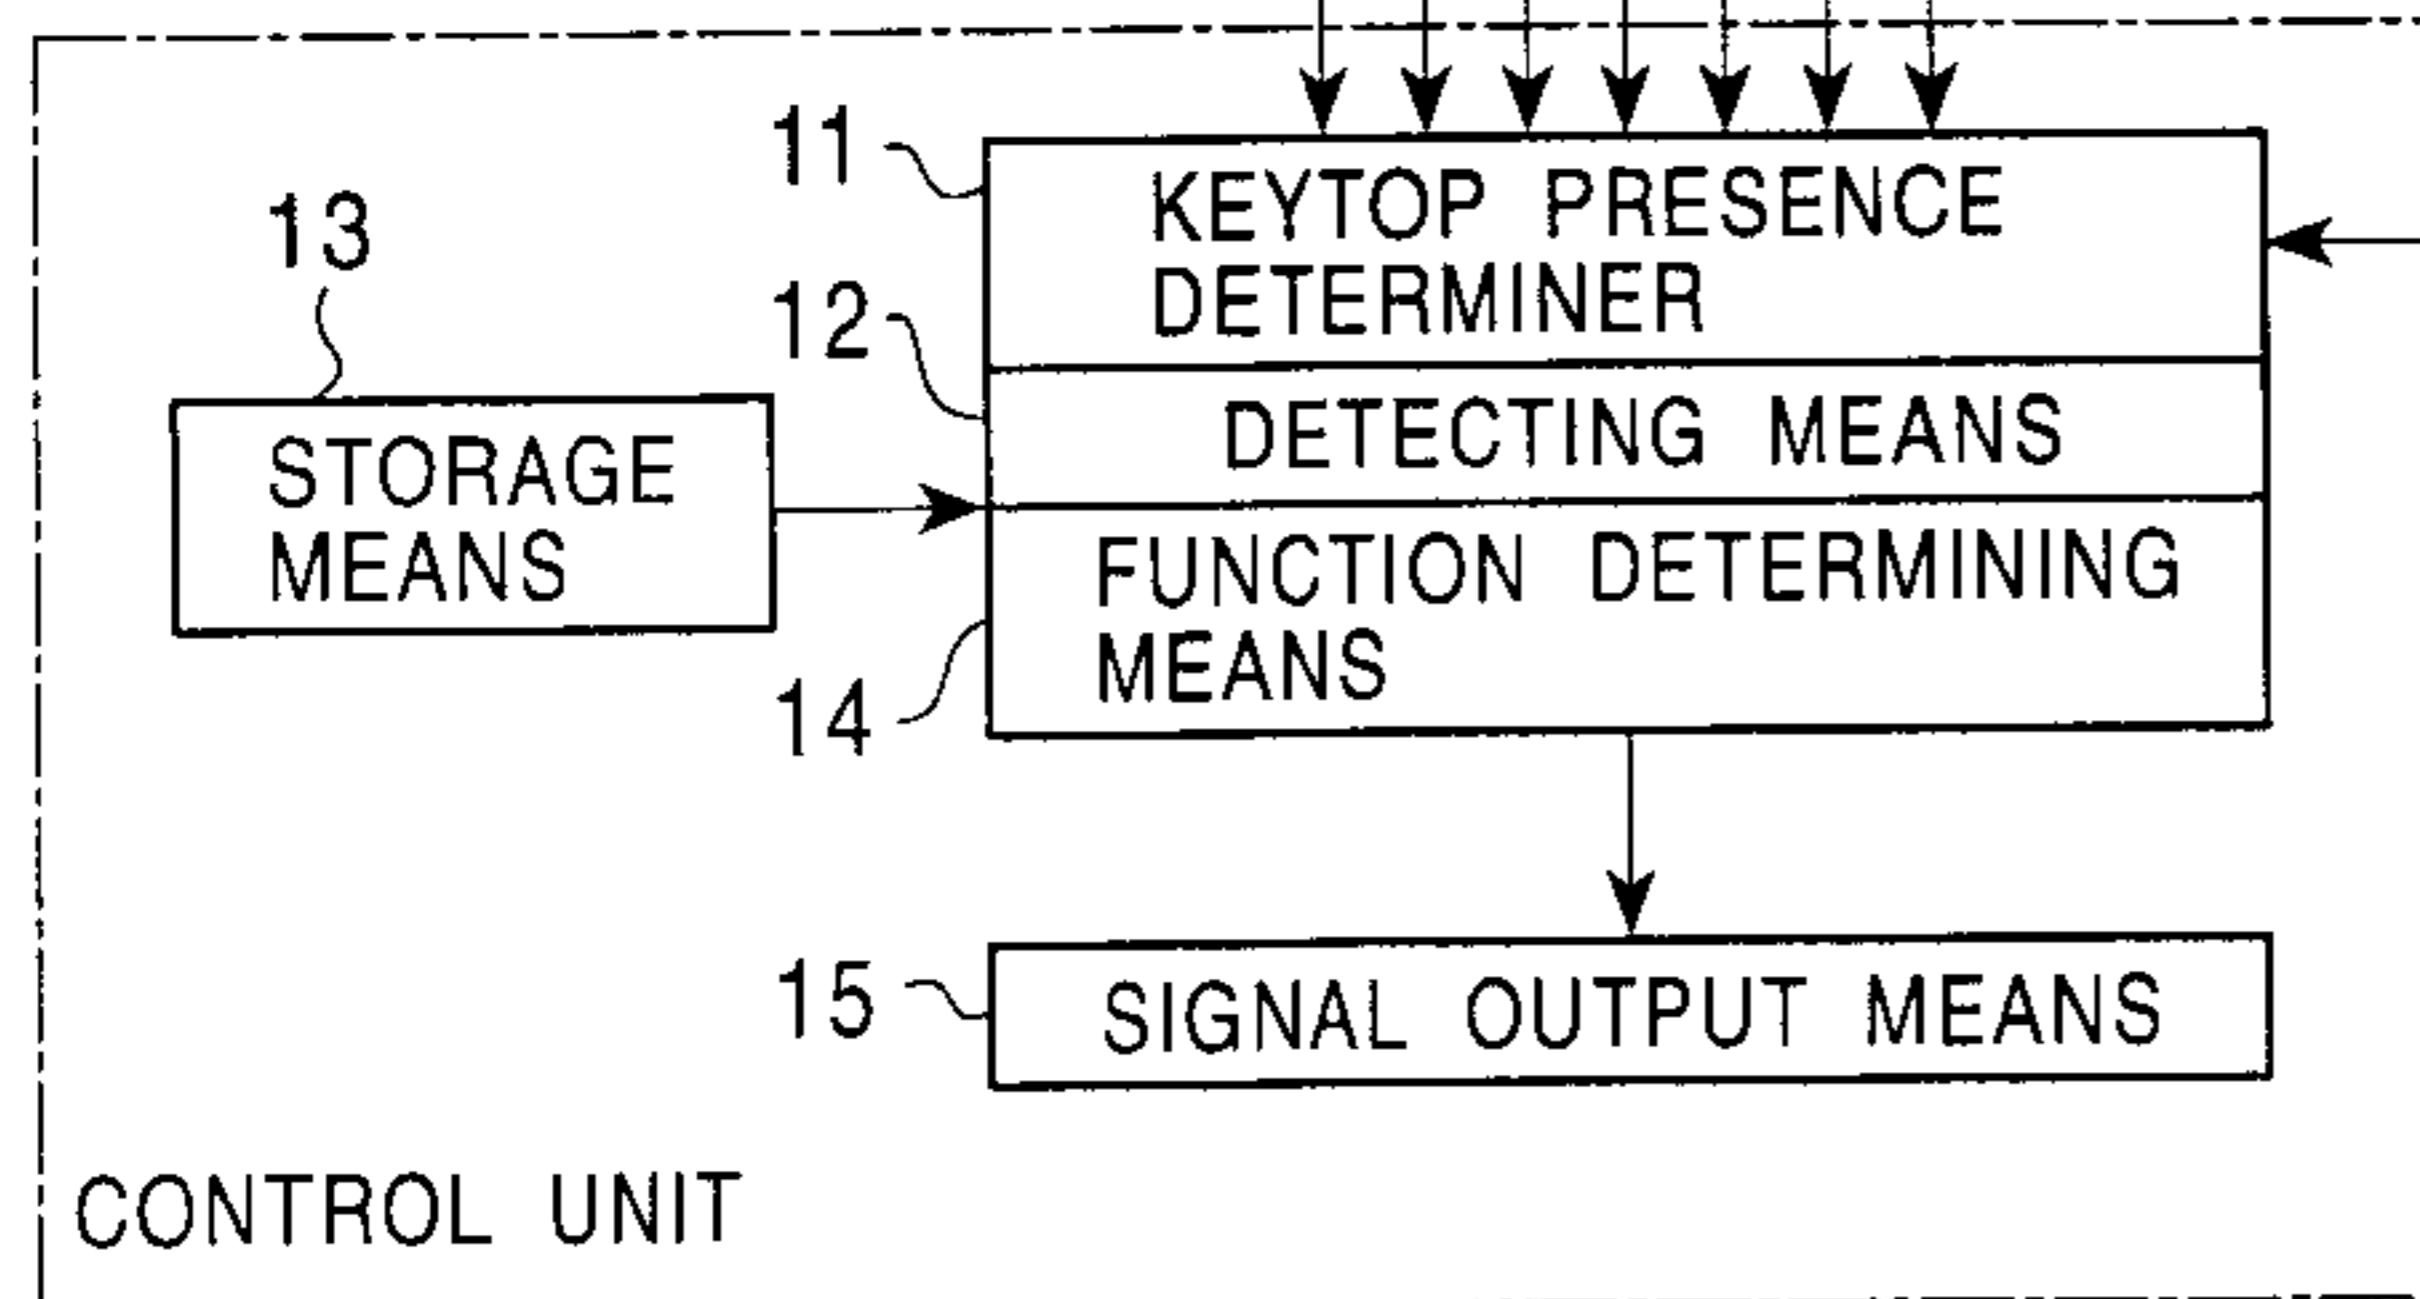 11
KEYTOP PRESENCE
DETERMINER
13
12
DETECTING MEANS
STORAGE
MEANS
FUNCTION DETERMINING
MEANS
14
15
SIGNAL OUTPUT MEANS
CONTROL UNIT